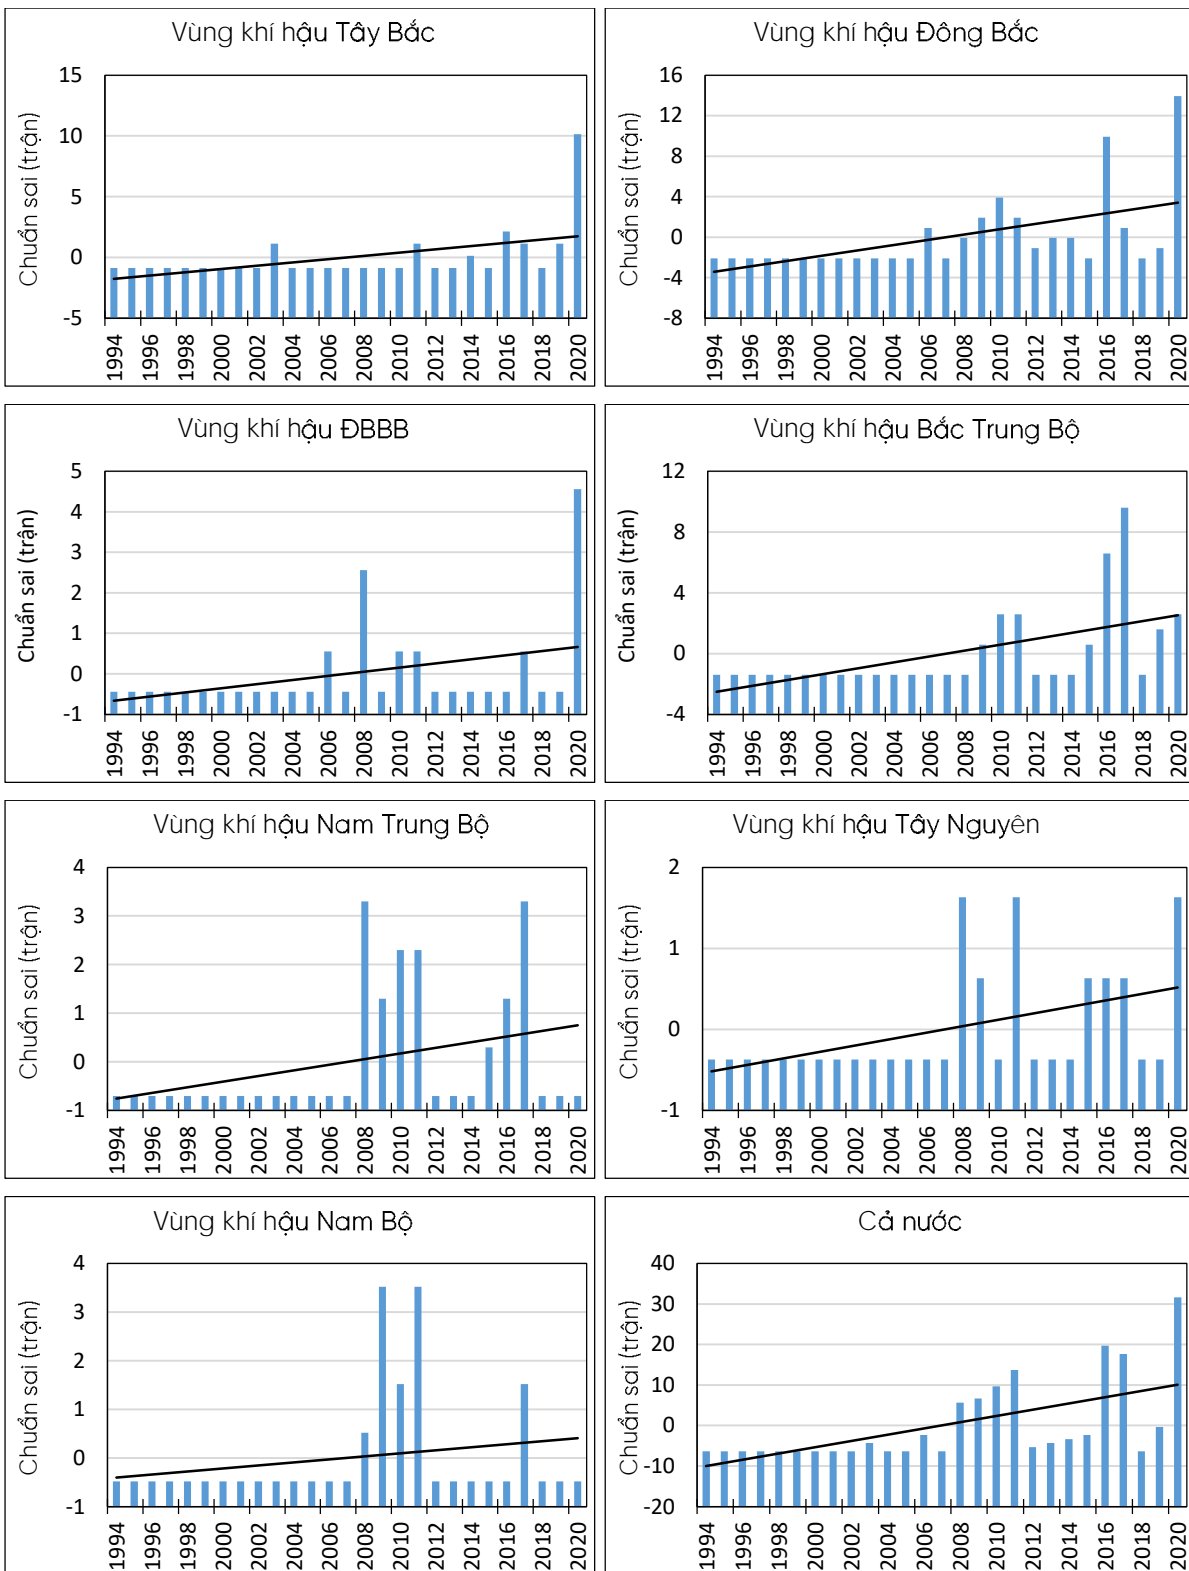 Vùng khí hậu Tây Bắc
Chuẩn sai (trận)
15
10
5
0
-5
1994 1996 1998 2000 2002 2004 2006 2008 2010 2012 2014 2016 2018 2020
Vùng khí hậu Đông Bắc
Chuẩn sai (trận)
16
12
8
4
0
-4
-8
1994 1996 1998 2000 2002 2004 2006 2008 2010 2012 2014 2016 2018 2020
Vùng khí hậu ĐBBB
Chuẩn sai (trận)
5
4
3
2
1
0
-1
1994 1996 1998 2000 2002 2004 2006 2008 2010 2012 2014 2016 2018 2020
Vùng khí hậu Bắc Trung Bộ
Chuẩn sai (trận)
12
8
4
0
-4
1994 1996 1998 2000 2002 2004 2006 2008 2010 2012 2014 2016 2018 2020
Vùng khí hậu Nam Trung Bộ
Chuẩn sai (trận)
4
3
2
1
0
-1
1994 1996 1998 2000 2002 2004 2006 2008 2010 2012 2014 2016 2018 2020
Vùng khí hậu Tây Nguyên
Chuẩn sai (trận)
2
1
0
-1
1994 1996 1998 2000 2002 2004 2006 2008 2010 2012 2014 2016 2018 2020
Vùng khí hậu Nam Bộ
Chuẩn sai (trận)
4
3
2
1
0
-1
1994 1996 1998 2000 2002 2004 2006 2008 2010 2012 2014 2016 2018 2020
Cả nước
Chuẩn sai (trận)
40
30
20
10
0
-10
-20
1994 1996 1998 2000 2002 2004 2006 2008 2010 2012 2014 2016 2018 2020